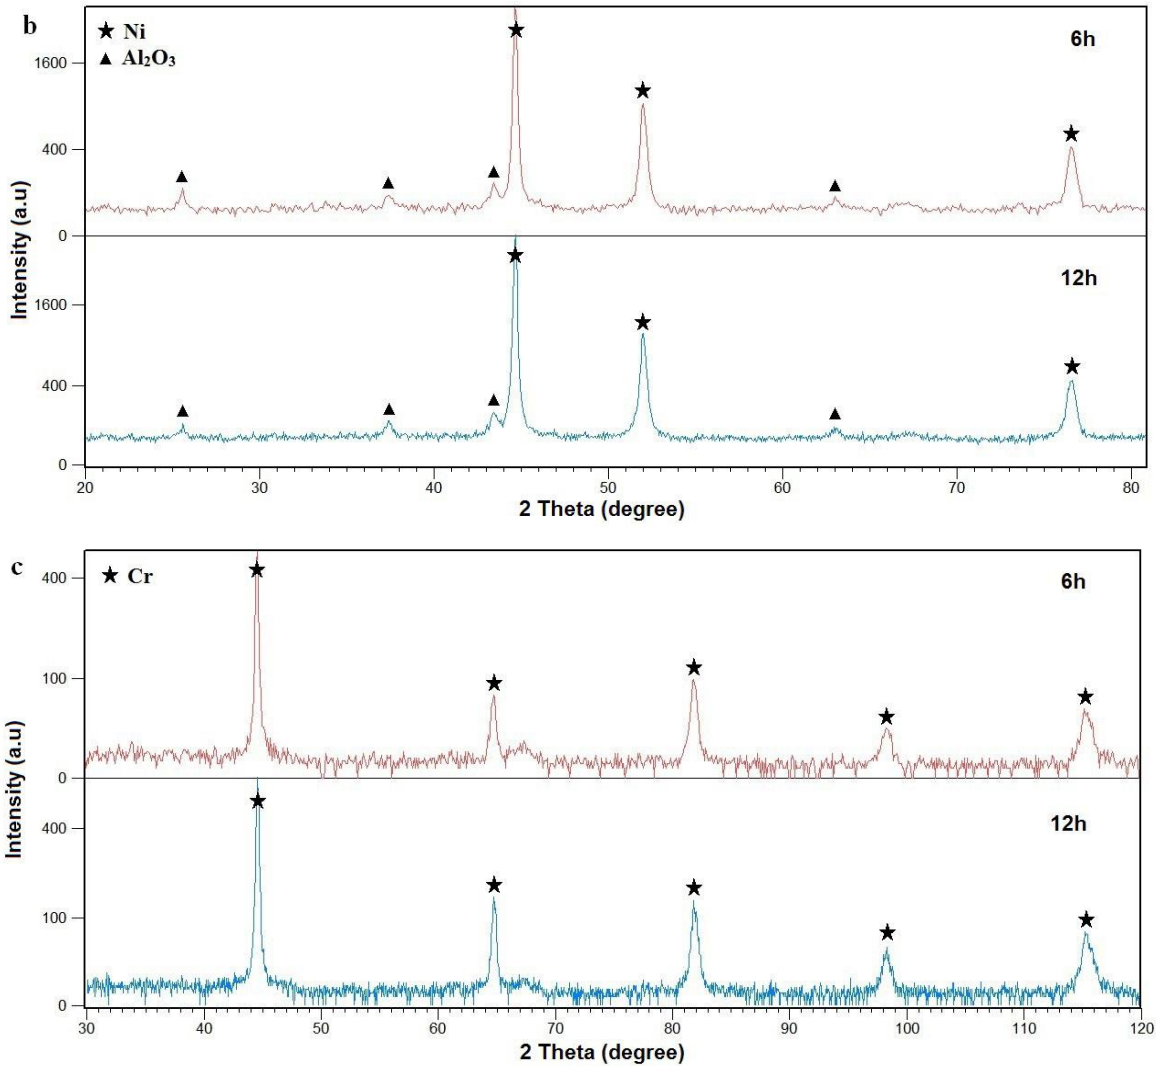 b
★ Ni
▲ Al₂O₃
6h
1600
400
0
12h
1600
400
0
Intensity (a.u)
20 30 40 50 60 70 80
2 Theta (degree)
c
★ Cr
6h
400
100
0
12h
400
100
0
Intensity (a.u)
30 40 50 60 70 80 90 100 110 120
2 Theta (degree)